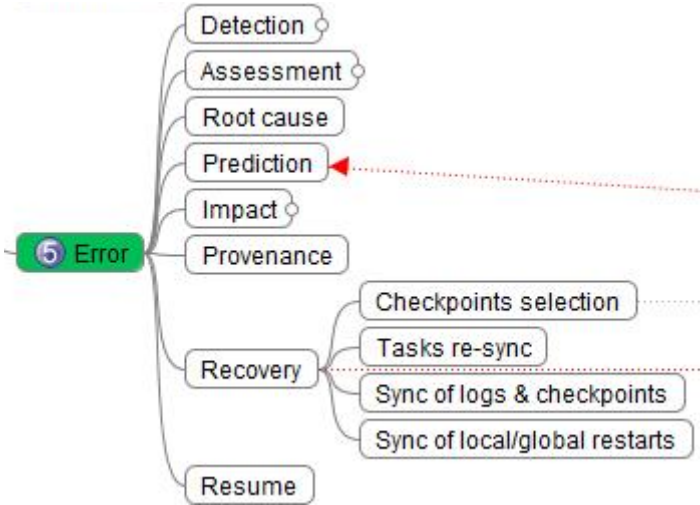 Detection
Assessment
Root cause
Prediction
Impact
5 Error
Provenance
Checkpoints selection
Tasks re-sync
Recovery
Sync of logs & checkpoints
Sync of local/global restarts
Resume